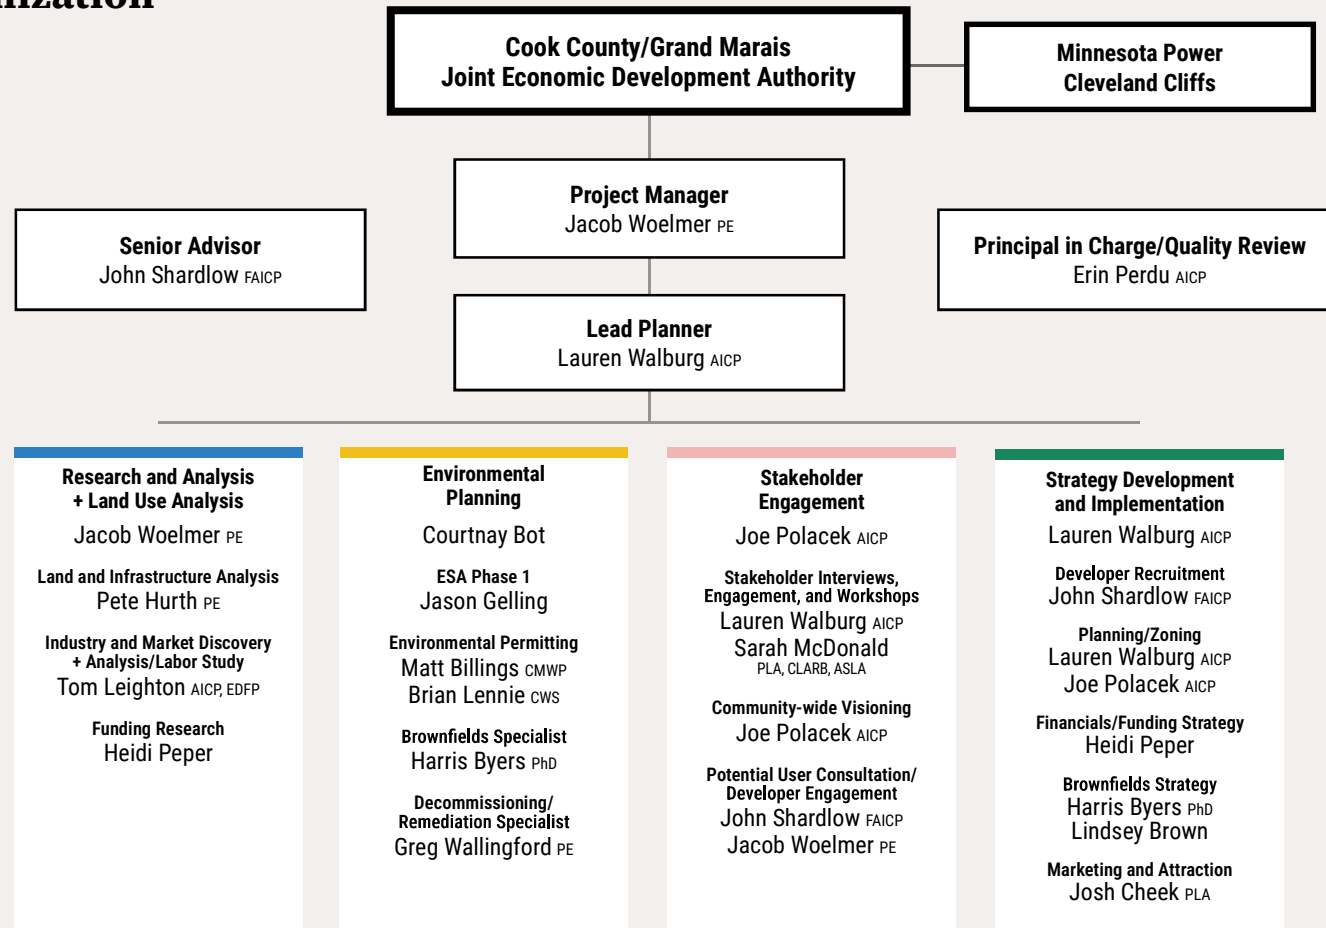 Cook County/Grand Marais
Joint Economic Development Authority
Minnesota Power
Cleveland Cliffs
Project Manager
Jacob Woelmer PE
Senior Advisor
John Shardlow FAICP
Principal in Charge/Quality Review
Erin Perdu AICP
Lead Planner
Lauren Walburg AICP
Research and Analysis
+ Land Use Analysis
Jacob Woelmer PE
Land and Infrastructure Analysis
Pete Hurth PE
Industry and Market Discovery
+ Analysis/Labor Study
Tom Leighton AICP, EDFP
Funding Research
Heidi Peper
Environmental
Planning
Courtnay Bot
ESA Phase 1
Jason Gelling
Environmental Permitting
Matt Billings CMWP
Brian Lennie CWS
Brownfields Specialist
Harris Byers PhD
Decommissioning/
Remediation Specialist
Greg Wallingford PE
Stakeholder
Engagement
Joe Polacek AICP
Stakeholder Interviews,
Engagement, and Workshops
Lauren Walburg AICP
Sarah McDonald
PLA, CLARB, ASLA
Community-wide Visioning
Joe Polacek AICP
Potential User Consultation/
Developer Engagement
John Shardlow FAICP
Jacob Woelmer PE
Strategy Development
and Implementation
Lauren Walburg AICP
Developer Recruitment
John Shardlow FAICP
Planning/Zoning
Lauren Walburg AICP
Joe Polacek AICP
Financials/Funding Strategy
Heidi Peper
Brownfields Strategy
Harris Byers PhD
Lindsey Brown
Marketing and Attraction
Josh Cheek PLA